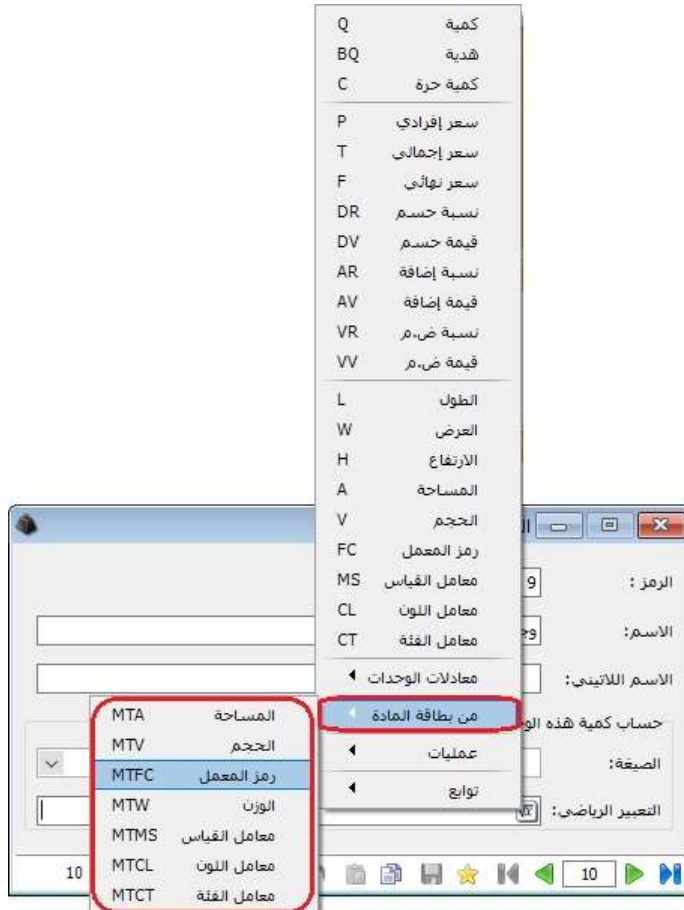 كمية Q
هدية BQ
كمية حرة C
سعر إفرادي P
سعر إجمالي T
سعر نهائي F
نسبة حسم DR
قيمة حسم DV
نسبة إضافة AR
قيمة إضافة AV
نسبة ض.م VR
قيمة ض.م VV
الطول L
العرض W
الارتفاع H
المساحة A
الحجم V
رمز المعمل FC
معامل القياس MS
معامل اللون CL
معامل الفئة CT
معادلات الوحدات
من بطاقة المادة
عمليات
توابع
المساحة MTA
الحجم MTV
رمز المعمل MTFC
الوزن MTW
معامل القياس MTMS
معامل اللون MTCL
معامل الفئة MTCT
الرمز : 9
الاسم:
الاسم اللاتيني:
حساب كمية هذه
الصيغة:
التعبير الرياضي:
10
10